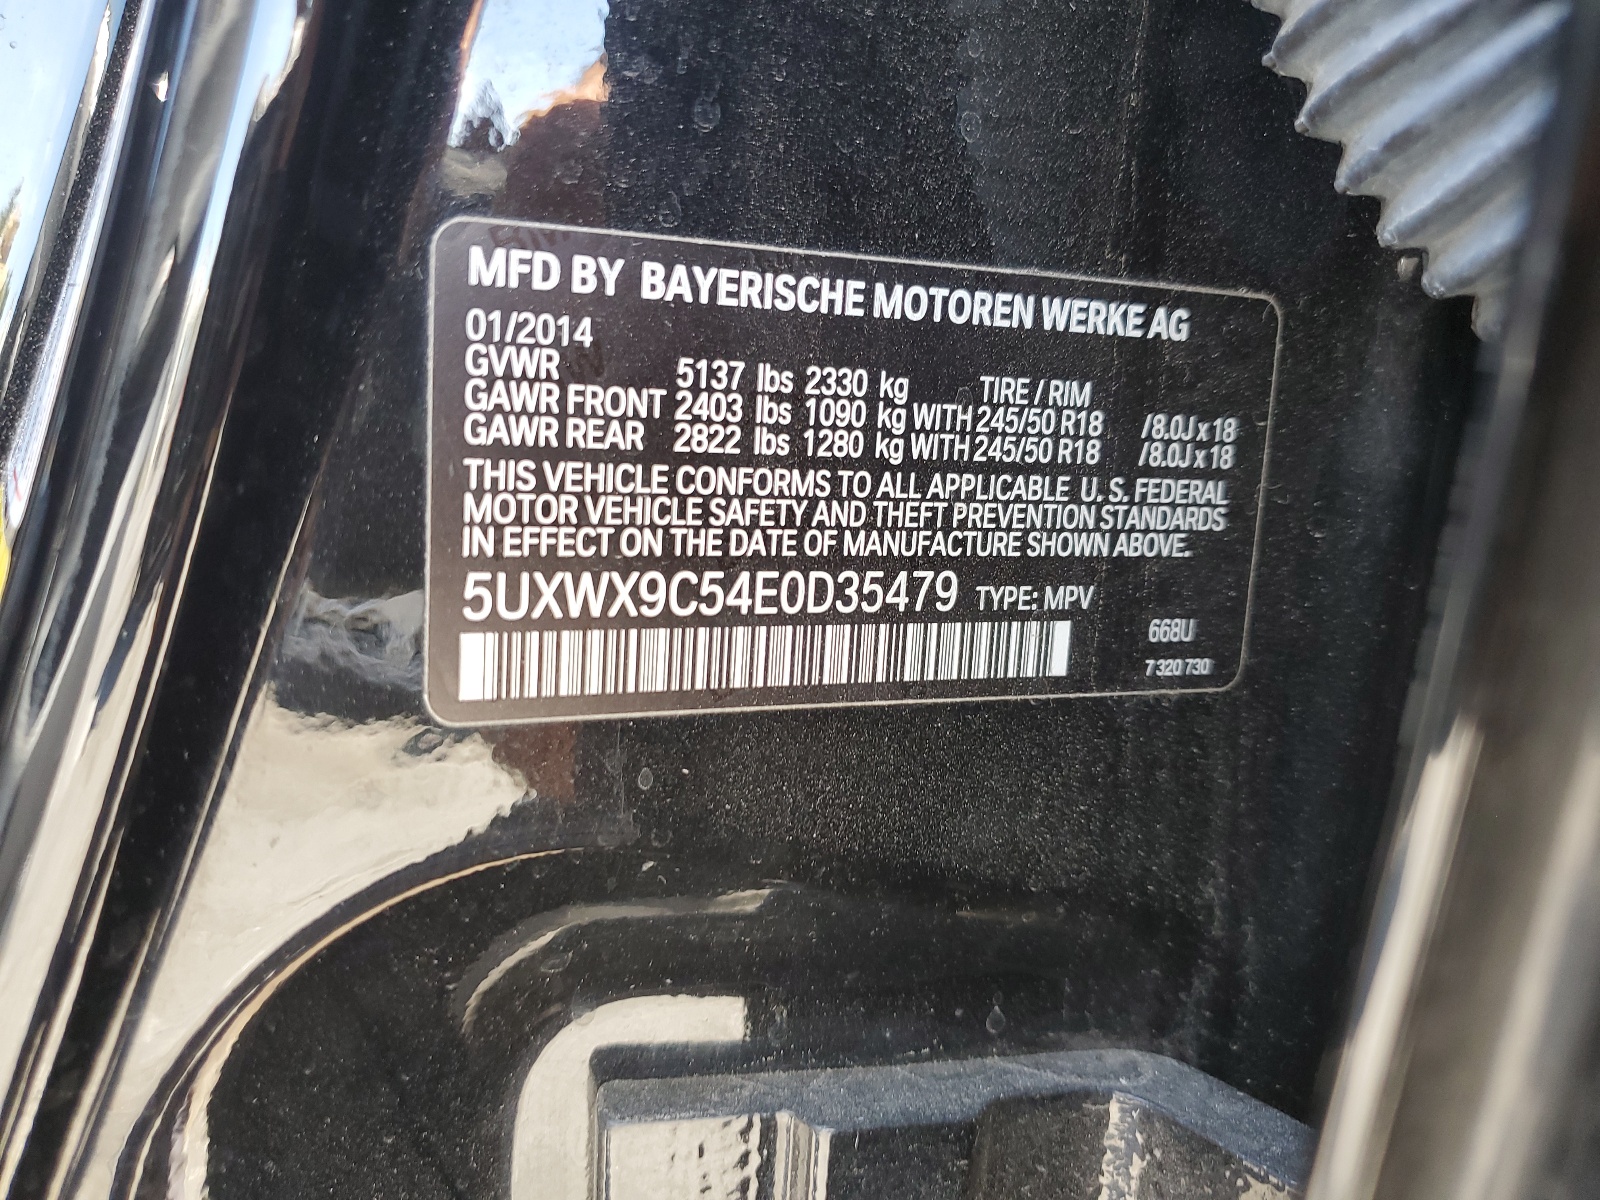 MFD BY BAYERISCHE MOTOREN WERKE AG
01/2014
GVWR 5137 lbs 2330 kg TIRE / RIM
GAWR FRONT 2403 lbs 1090 kg WITH 245/50 R18 /8.0J x 18
GAWR REAR 2822 lbs 1280 kg WITH 245/50 R18 /8.0J x 18
THIS VEHICLE CONFORMS TO ALL APPLICABLE U. S. FEDERAL
MOTOR VEHICLE SAFETY AND THEFT PREVENTION STANDARDS
IN EFFECT ON THE DATE OF MANUFACTURE SHOWN ABOVE.
5UXWX9C54E0D35479 TYPE: MPV
668U
7 320 730